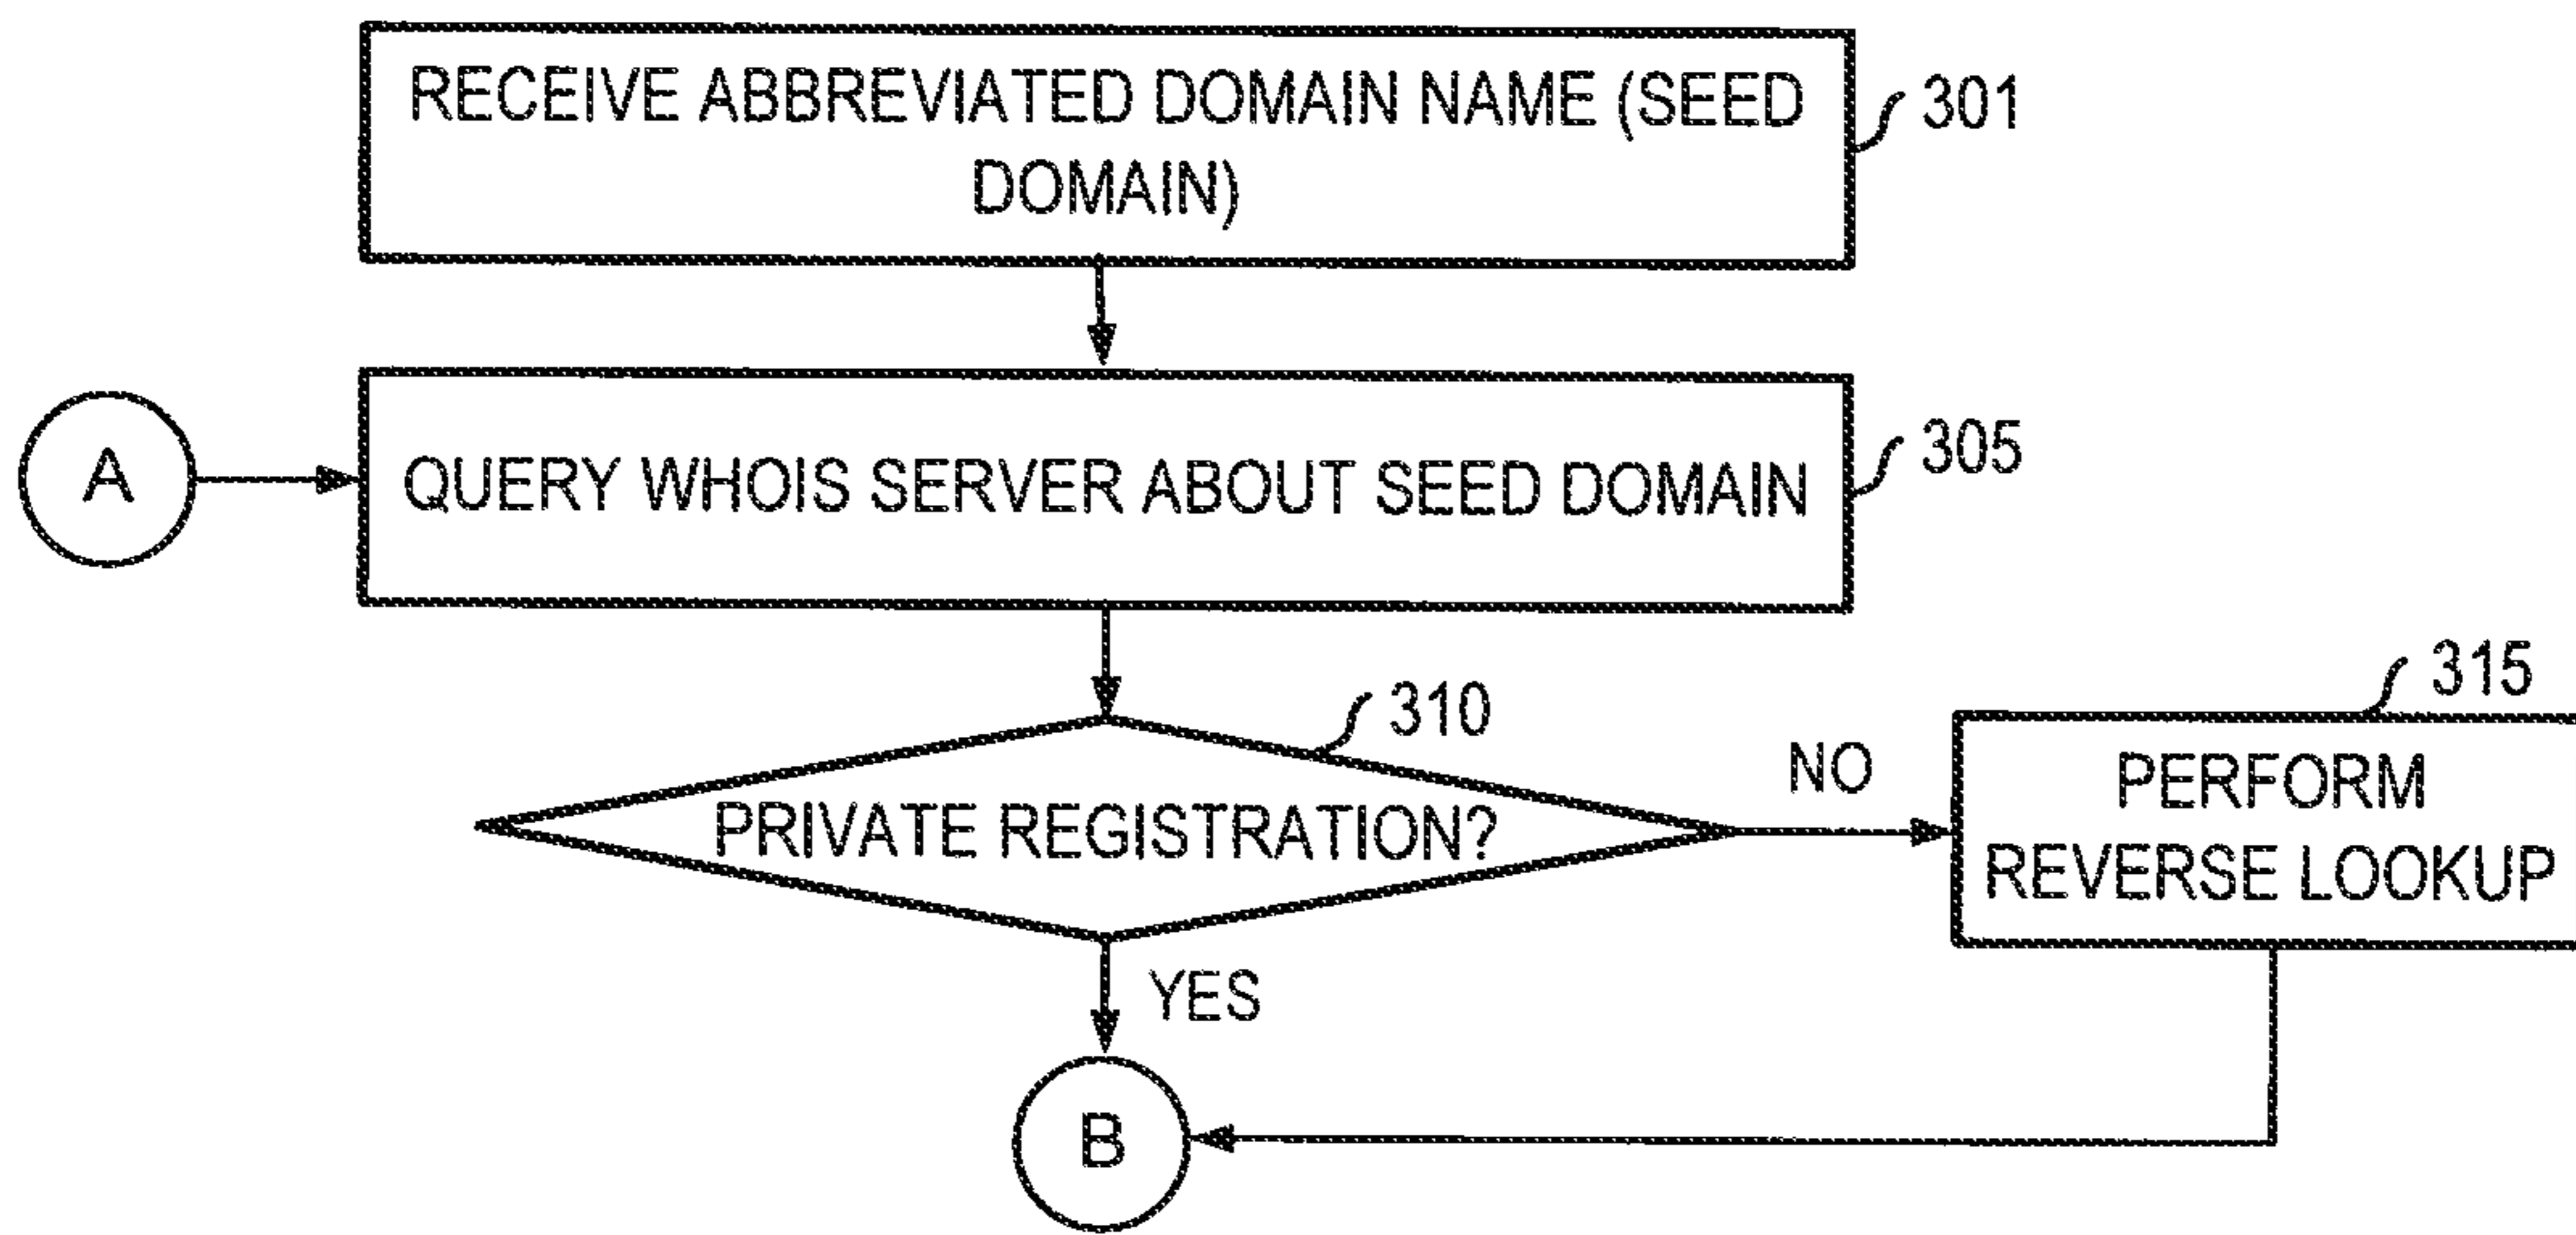 RECEIVE ABBREVIATED DOMAIN NAME (SEED
DOMAIN)
301
A
QUERY WHOIS SERVER ABOUT SEED DOMAIN
305
310
PRIVATE REGISTRATION?
NO
315
PERFORM
REVERSE LOOKUP
YES
B